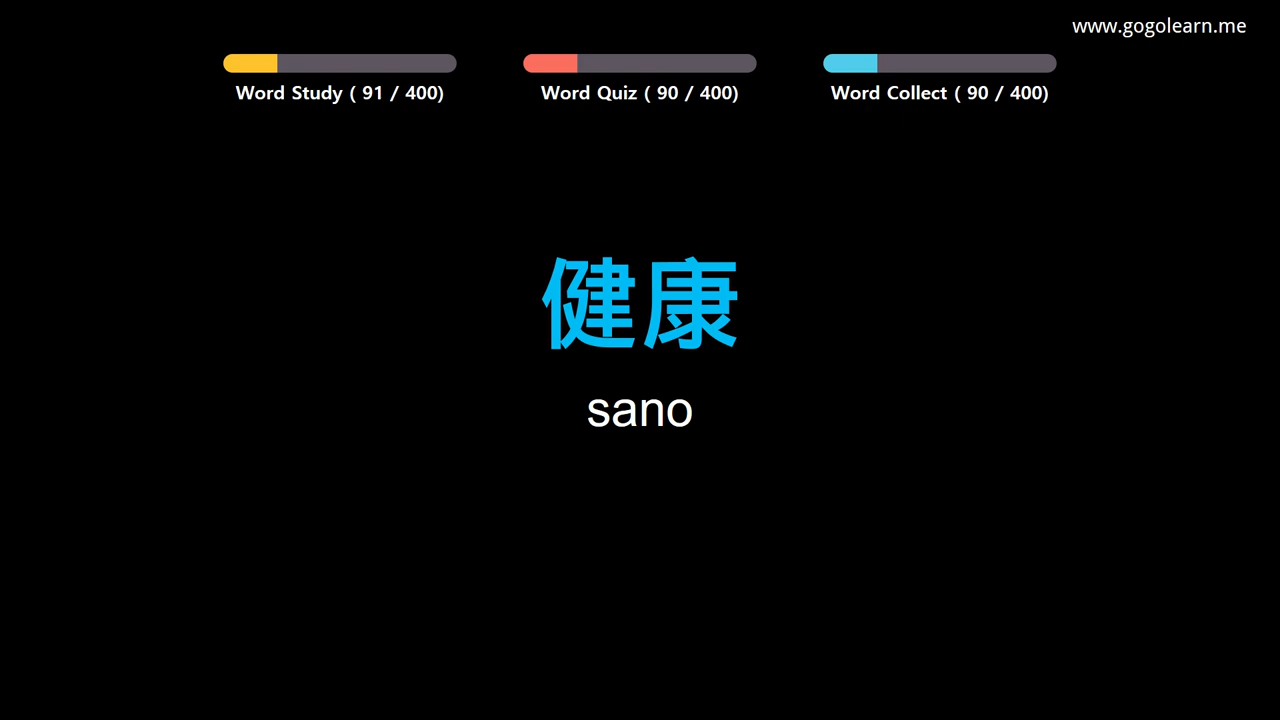 www.gogolearn.me
Word Study ( 91 / 400)
Word Quiz ( 90 / 400)
Word Collect ( 90 / 400)
健康
sano